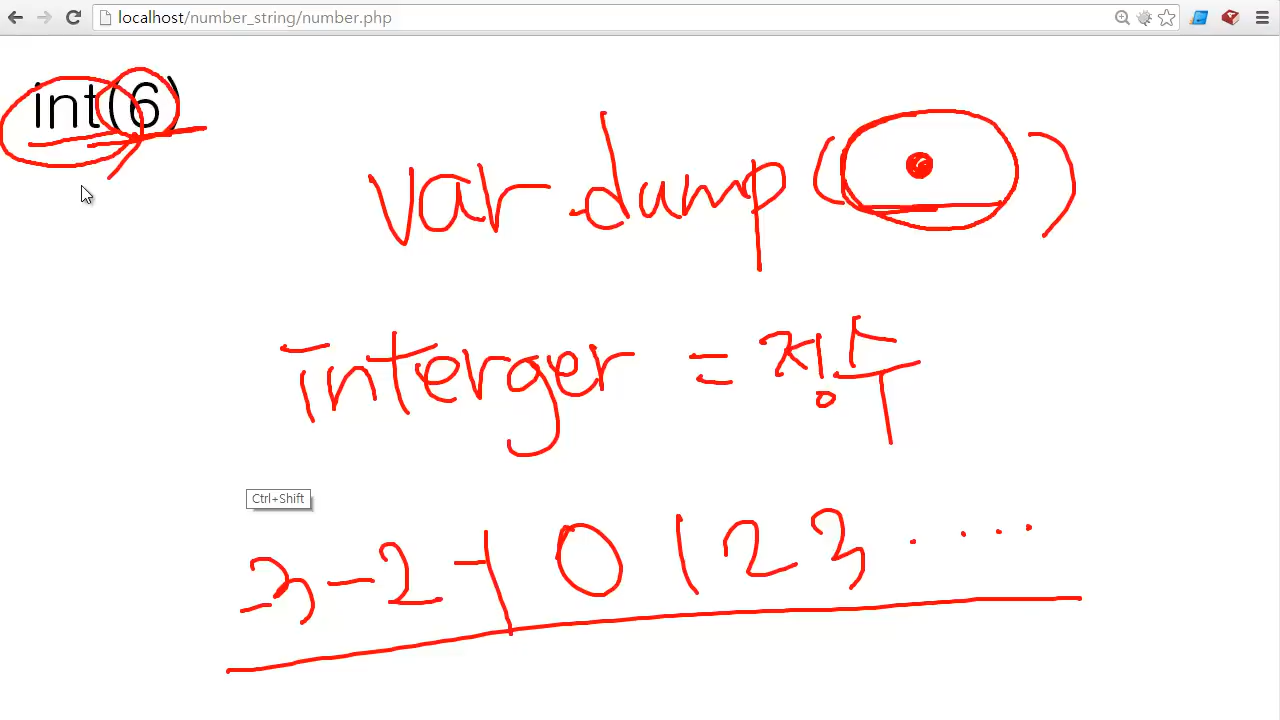 localhost/number_string/number.php
int(6)
var_dump( )
interger = 정수
Ctrl+Shift
-3 -2 -1 0 1 2 3 ......